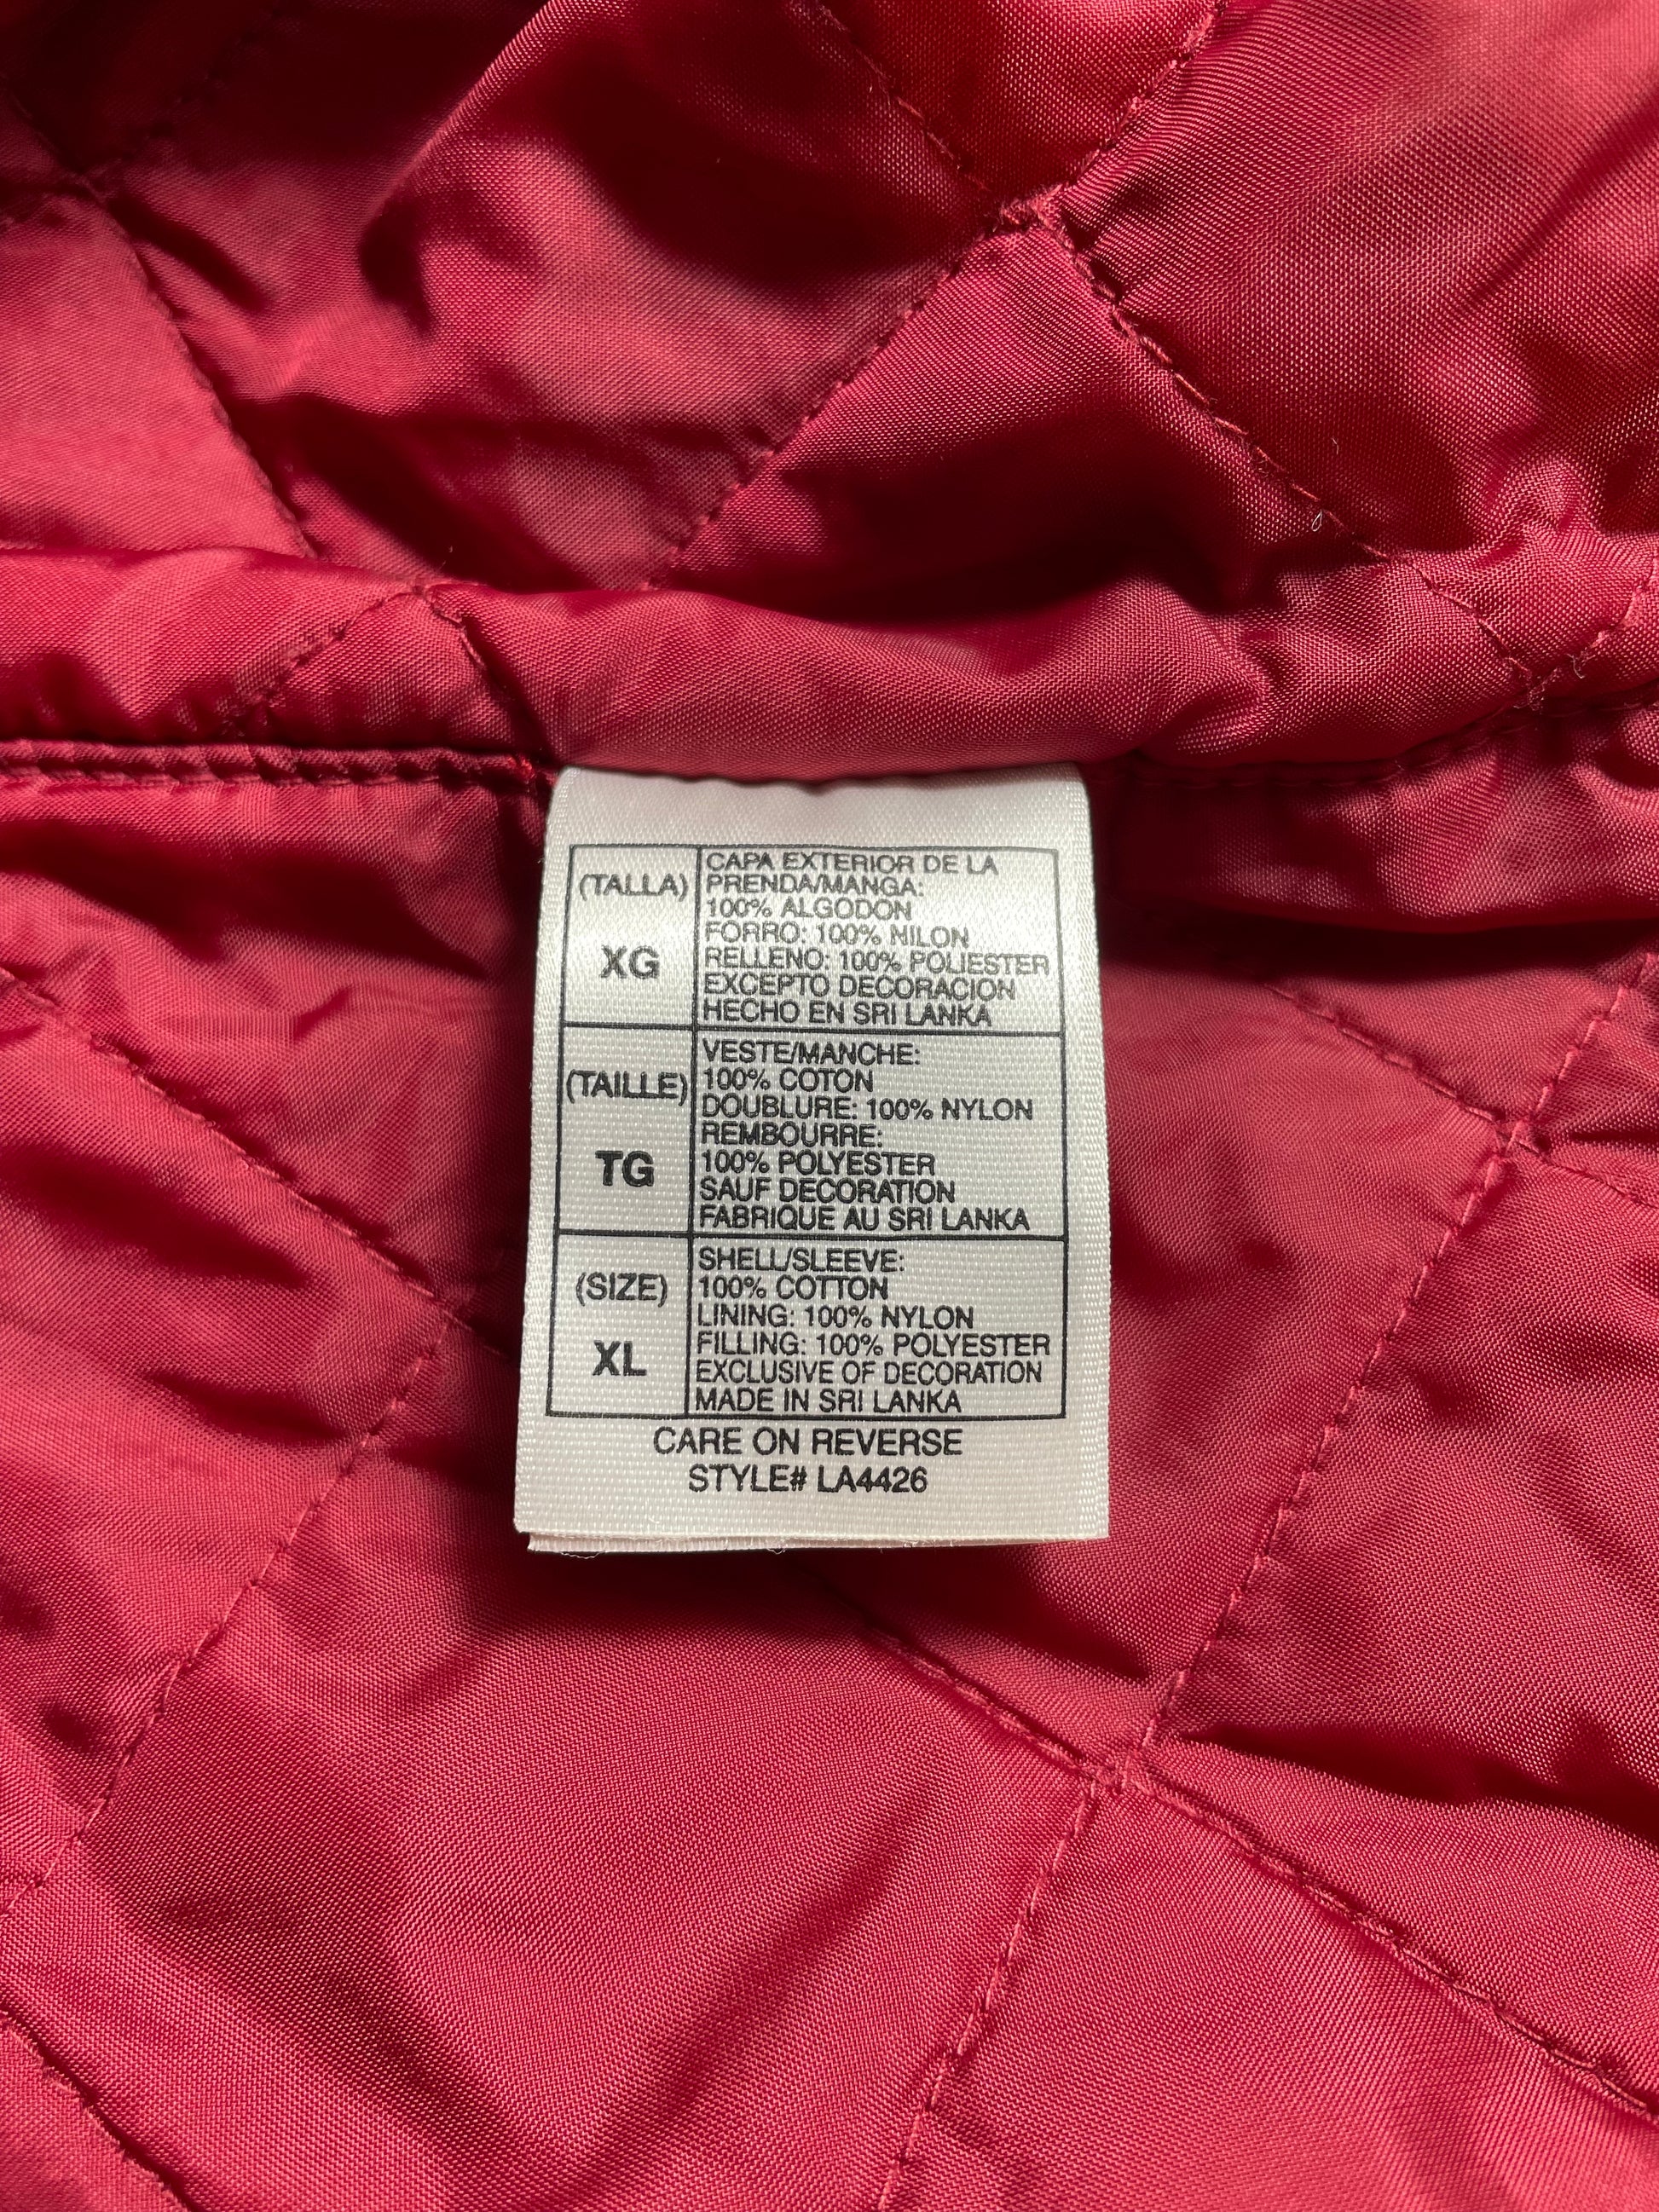 (TALLA)
XG
CAPA EXTERIOR DE LA
PRENDA/MANGA:
100% ALGODON
FORRO: 100% NILON
RELLENO: 100% POLIESTER
EXCEPTO DECORACION
HECHO EN SRI LANKA
(TAILLE)
TG
VESTE/MANCHE:
100% COTON
DOUBLURE: 100% NYLON
REMBOURRE:
100% POLYESTER
SAUF DECORATION
FABRIQUE AU SRI LANKA
(SIZE)
XL
SHELL/SLEEVE:
100% COTTON
LINING: 100% NYLON
FILLING: 100% POLYESTER
EXCLUSIVE OF DECORATION
MADE IN SRI LANKA
CARE ON REVERSE
STYLE# LA4426